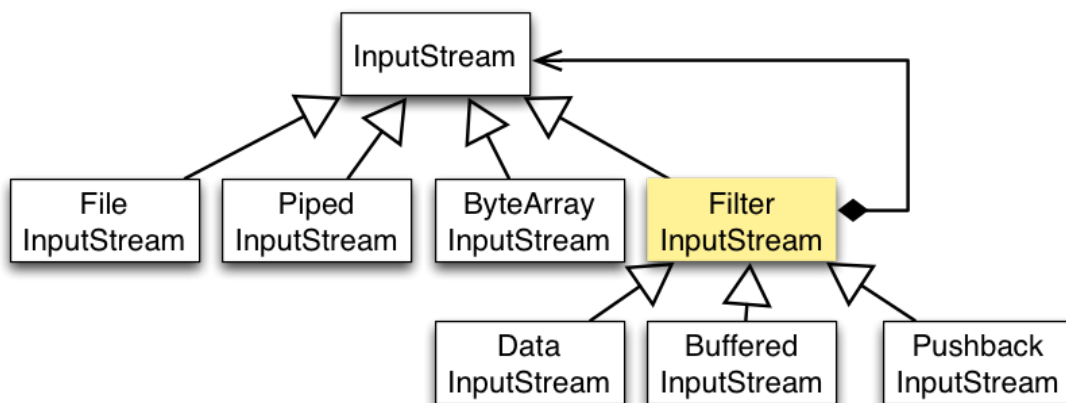 InputStream
File
InputStream
Piped
InputStream
ByteArray
InputStream
Filter
InputStream
Data
InputStream
Buffered
InputStream
Pushback
InputStream